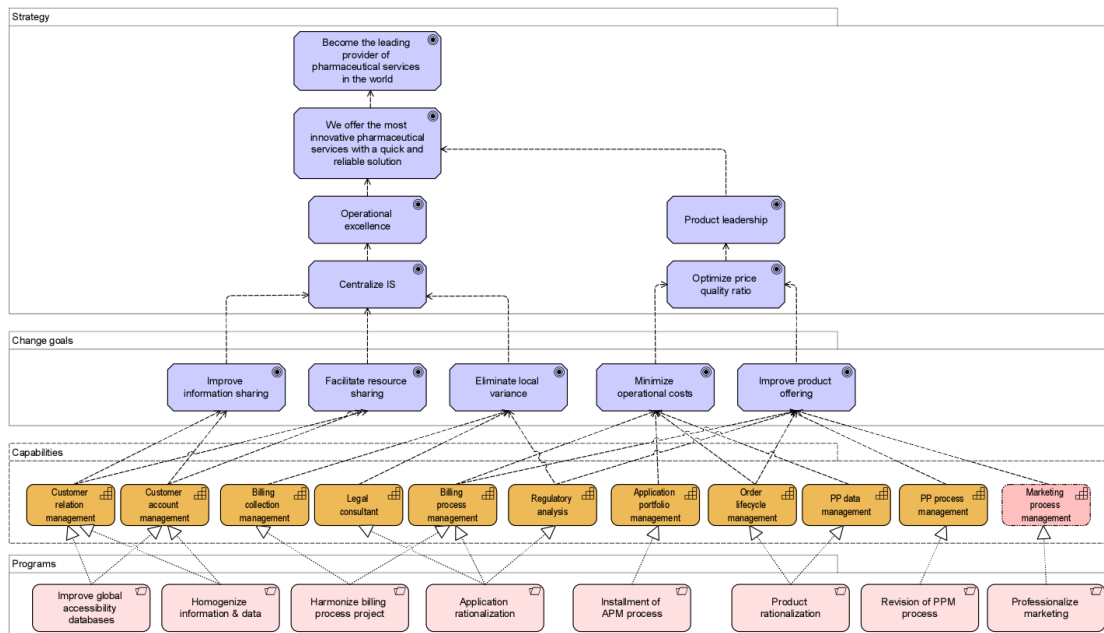 Strategy
Become the leading
provider of
pharmaceutical services
in the world
We offer the most
innovative pharmaceutical
services with a quick and
reliable solution
Operational
excellence
Product leadership
Centralize IS
Optimize price
quality ratio
Change goals
Improve
information sharing
Facilitate resource
sharing
Eliminate local
variance
Minimize
operational costs
Improve product
offering
Capabilities
Customer
relation
management
Customer
account
management
Billing
collection
management
Legal
consultant
Billing
process
management
Regulatory
analysis
Application
portfolio
management
Order
lifecycle
management
PP data
management
PP process
management
Marketing
process
management
Programs
Improve global
accessibility
databases
Homogenize
information & data
Harmonize billing
process project
Application
rationalization
Installment of
APM process
Product
rationalization
Revision of PPM
process
Professionalize
marketing